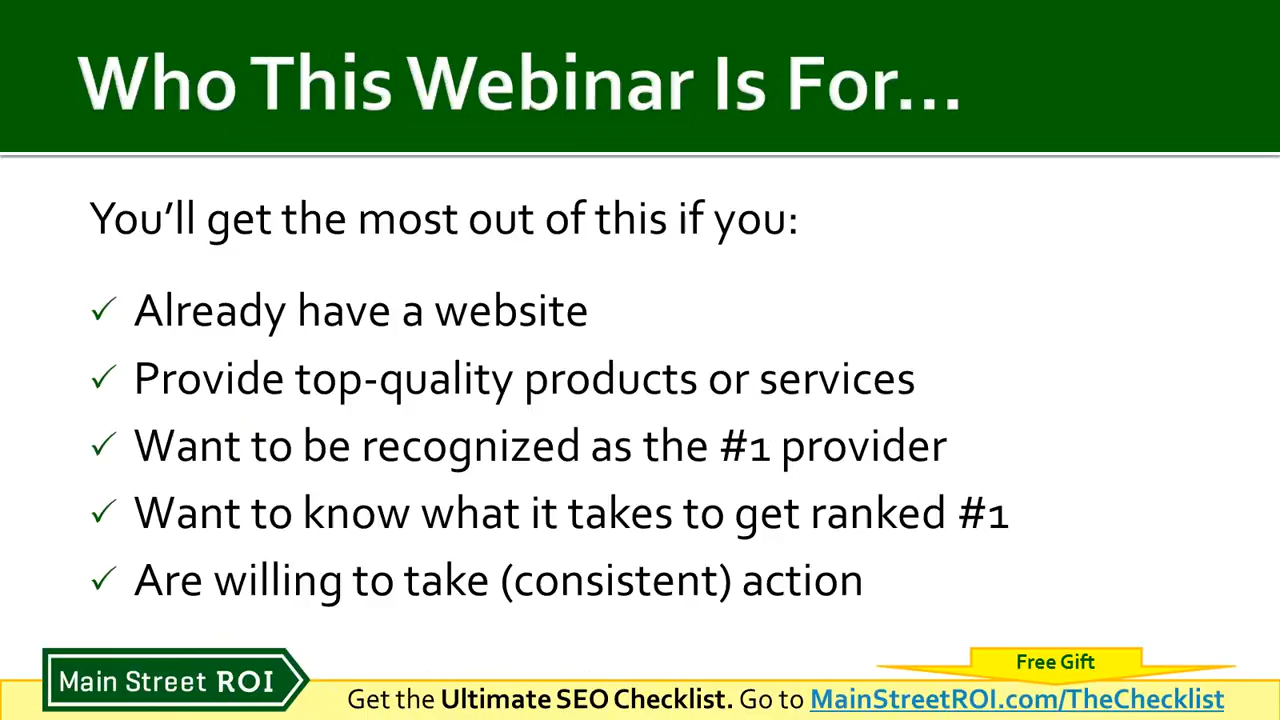 Who This Webinar Is For...
You'll get the most out of this if you:
✓ Already have a website
✓ Provide top-quality products or services
✓ Want to be recognized as the #1 provider
✓ Want to know what it takes to get ranked #1
✓ Are willing to take (consistent) action
Main Street ROI
Free Gift
Get the Ultimate SEO Checklist. Go to MainStreetROI.com/TheChecklist